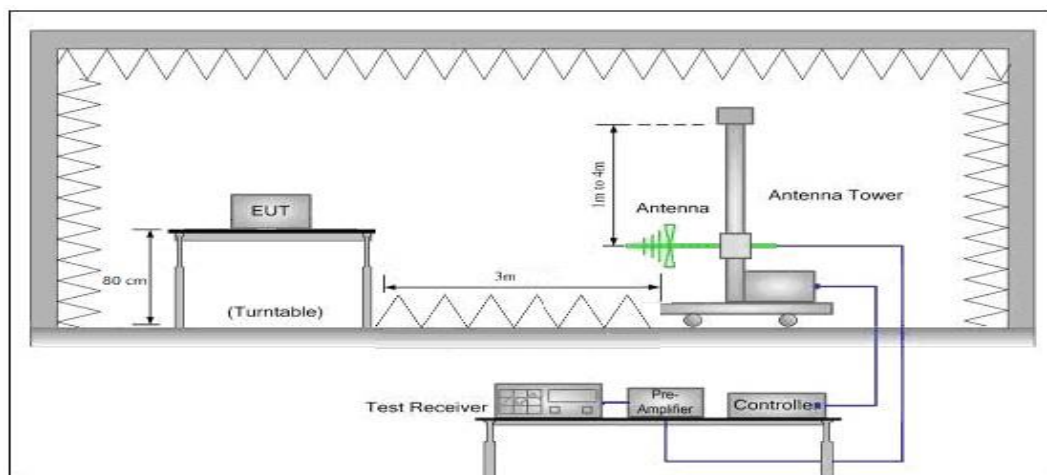 EUT
1m to 4m
Antenna Tower
Antenna
80 cm
3m
(Turntable)
Test Receiver
Pre-
Amplifier
Controlle